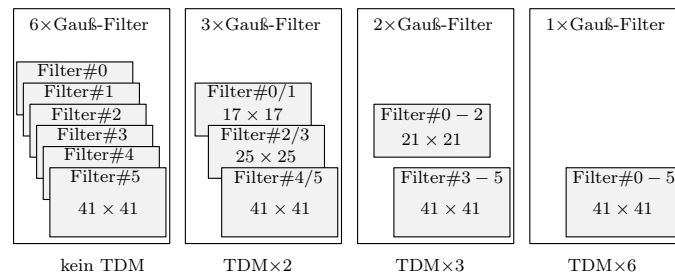 6×Gauß-Filter
Filter#0
Filter#1
Filter#2
Filter#3
Filter#4
Filter#5
41 × 41
kein TDM
3×Gauß-Filter
Filter#0/1
17 × 17
Filter#2/3
25 × 25
Filter#4/5
41 × 41
TDM×2
2×Gauß-Filter
Filter#0 − 2
21 × 21
Filter#3 − 5
41 × 41
TDM×3
1×Gauß-Filter
Filter#0 − 5
41 × 41
TDM×6